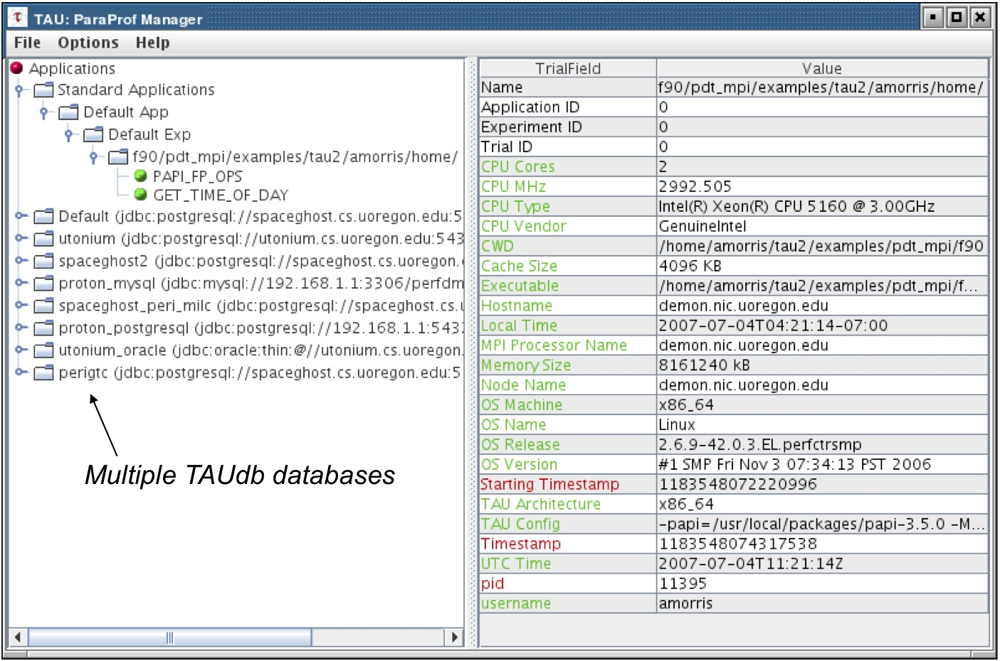 TAU: ParaProf Manager
File Options Help
Applications
Standard Applications
Default App
Default Exp
f90/pdt_mpi/examples/tau2/amorris/home/
PAPI_FP_OPS
GET_TIME_OF_DAY
Default (jdbc:postgresql://spaceghost.cs.uoregon.edu:5
utonium (jdbc:postgresql://utonium.cs.uoregon.edu:543
spaceghost2 (jdbc:postgresql://spaceghost.cs.uoregon.
proton_mysql (jdbc:mysql://192.168.1.1:3306/perfdm
spaceghost_peri_milc (jdbc:postgresql://spaceghost.cs.u
proton_postgresql (jdbc:postgresql://192.168.1.1:543
utonium_oracle (jdbc:oracle:thin:@//utonium.cs.uoregon.
perigtc (jdbc:postgresql://spaceghost.cs.uoregon.edu:5
Multiple TAUdb databases
TrialField Value
Name f90/pdt_mpi/examples/tau2/amorris/home/
Application ID 0
Experiment ID 0
Trial ID 0
CPU Cores 2
CPU MHz 2992.505
CPU Type Intel(R) Xeon(R) CPU 5160 @ 3.00GHz
CPU Vendor GenuineIntel
CWD /home/amorris/tau2/examples/pdt_mpi/f90
Cache Size 4096 KB
Executable /home/amorris/tau2/examples/pdt_mpi/f...
Hostname demon.nic.uoregon.edu
Local Time 2007-07-04T04:21:14-07:00
MPI Processor Name demon.nic.uoregon.edu
Memory Size 8161240 kB
Node Name demon.nic.uoregon.edu
OS Machine x86_64
OS Name Linux
OS Release 2.6.9-42.0.3.EL.perfctrsmp
OS Version #1 SMP Fri Nov 3 07:34:13 PST 2006
Starting Timestamp 1183548072220996
TAU Architecture x86_64
TAU Config -papi=/usr/local/packages/papi-3.5.0 -M...
Timestamp 1183548074317538
UTC Time 2007-07-04T11:21:14Z
pid 11395
username amorris